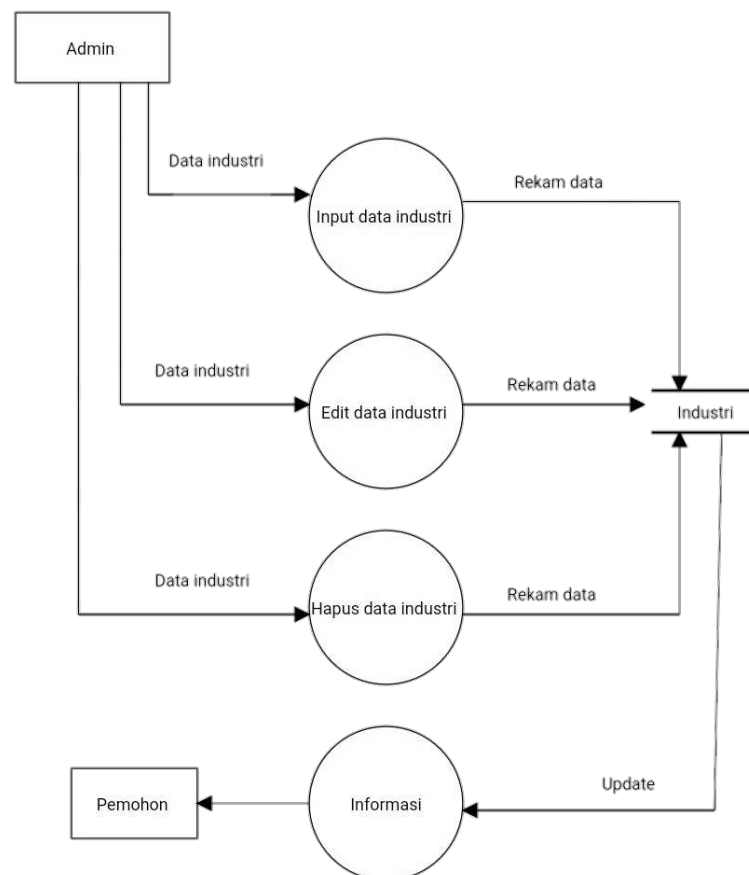 Admin
Data industri
Rekam data
Input data industri
Data industri
Rekam data
Edit data industri
Industri
Data industri
Rekam data
Hapus data industri
Update
Pemohon
Informasi